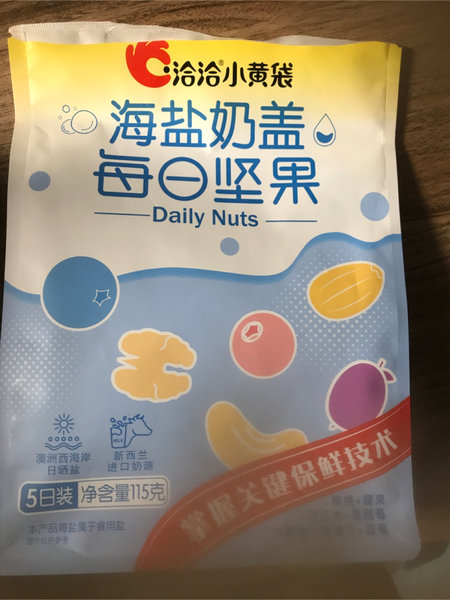 洽洽®小黄袋
海盐奶盖
每日坚果
Daily Nuts
澳洲西海岸
日晒盐
MILK
新西兰
进口奶源
5日装 净含量115克
·本产品海盐属于食用盐
图片仅供参考
掌握关键保鲜技术